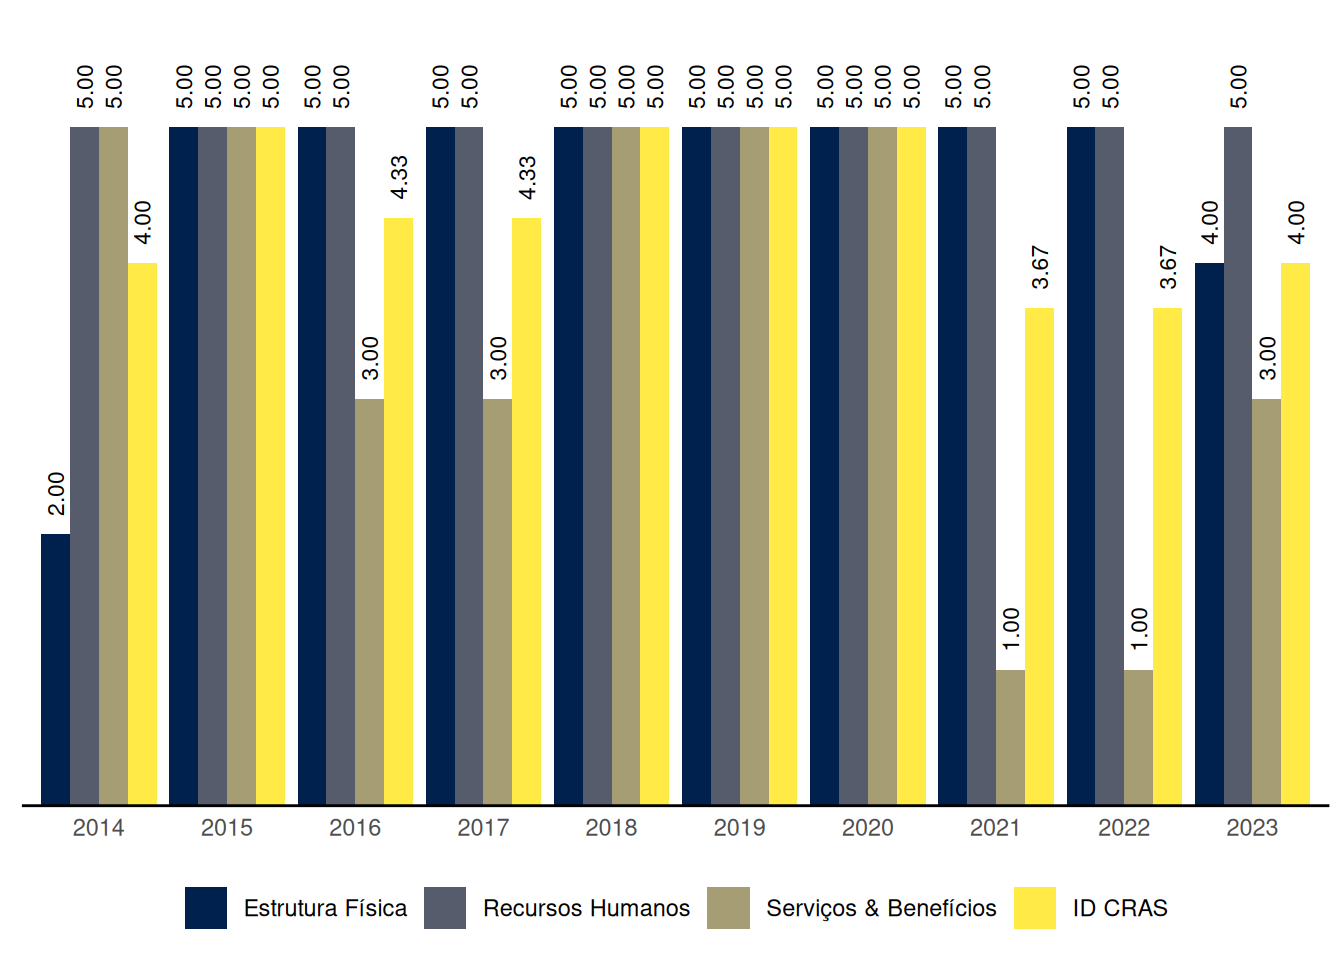 2.00 5.00 5.00 4.00 5.00 5.00 5.00 5.00 5.00 5.00 3.00 4.33 5.00 5.00 3.00 4.33 5.00 5.00 5.00 5.00 5.00 5.00 5.00 5.00 5.00 5.00 5.00 5.00 5.00 5.00 1.00 3.67 5.00 5.00 1.00 3.67 4.00 5.00 3.00 4.00
2014 2015 2016 2017 2018 2019 2020 2021 2022 2023
Estrutura Física Recursos Humanos Serviços & Benefícios ID CRAS